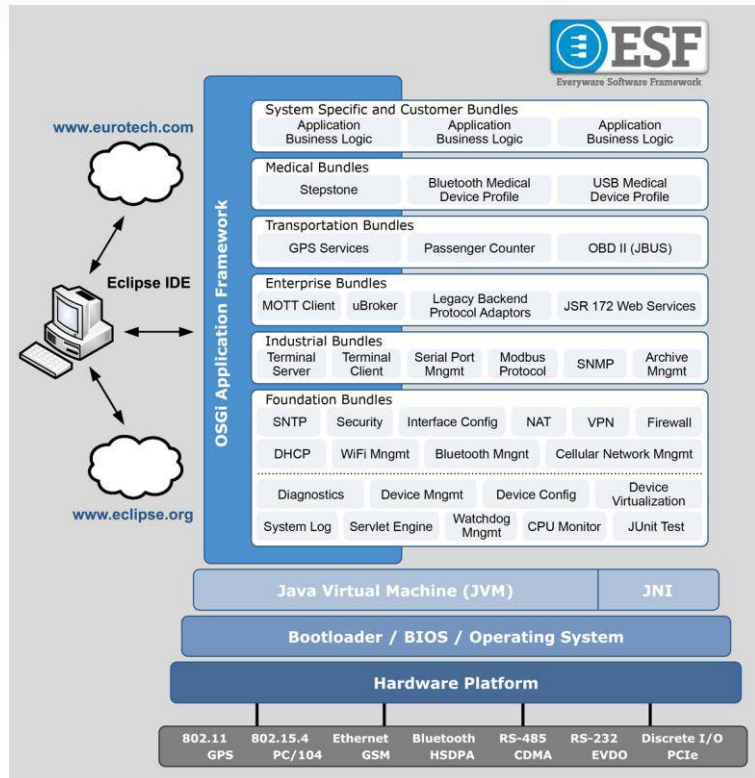 ESF
Everyware Software Framework
www.eurotech.com
Eclipse IDE
www.eclipse.org
OSGi Application Framework
System Specific and Customer Bundles
Application Business Logic
Application Business Logic
Application Business Logic
Medical Bundles
Stepstone
Bluetooth Medical Device Profile
USB Medical Device Profile
Transportation Bundles
GPS Services
Passenger Counter
OBD II (JBUS)
Enterprise Bundles
MOTT Client
uBroker
Legacy Backend Protocol Adaptors
JSR 172 Web Services
Industrial Bundles
Terminal Server
Terminal Client
Serial Port Mngmt
Modbus Protocol
SNMP
Archive Mngmt
Foundation Bundles
SNTP
Security
Interface Config
NAT
VPN
Firewall
DHCP
WiFi Mngmt
Bluetooth Mngnt
Cellular Network Mngmt
Diagnostics
Device Mngmt
Device Config
Device Virtualization
System Log
Servlet Engine
Watchdog Mngmt
CPU Monitor
JUnit Test
Java Virtual Machine (JVM)
JNI
Bootloader / BIOS / Operating System
Hardware Platform
802.11 802.15.4 Ethernet Bluetooth RS-485 RS-232 Discrete I/O
GPS PC/104 GSM HSDPA CDMA EVDO PCIe